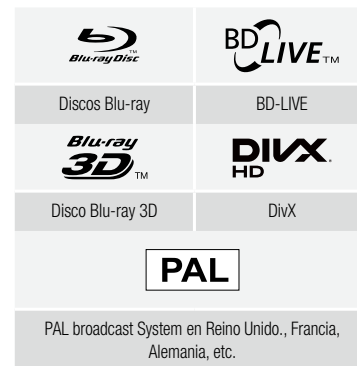 Blu-ray Disc
BD LIVE TM
Discos Blu-ray
BD-LIVE
Blu-ray
3D TM
DIVX.
HD
Disco Blu-ray 3D
DivX
PAL
PAL broadcast System en Reino Unido., Francia,
Alemania, etc.